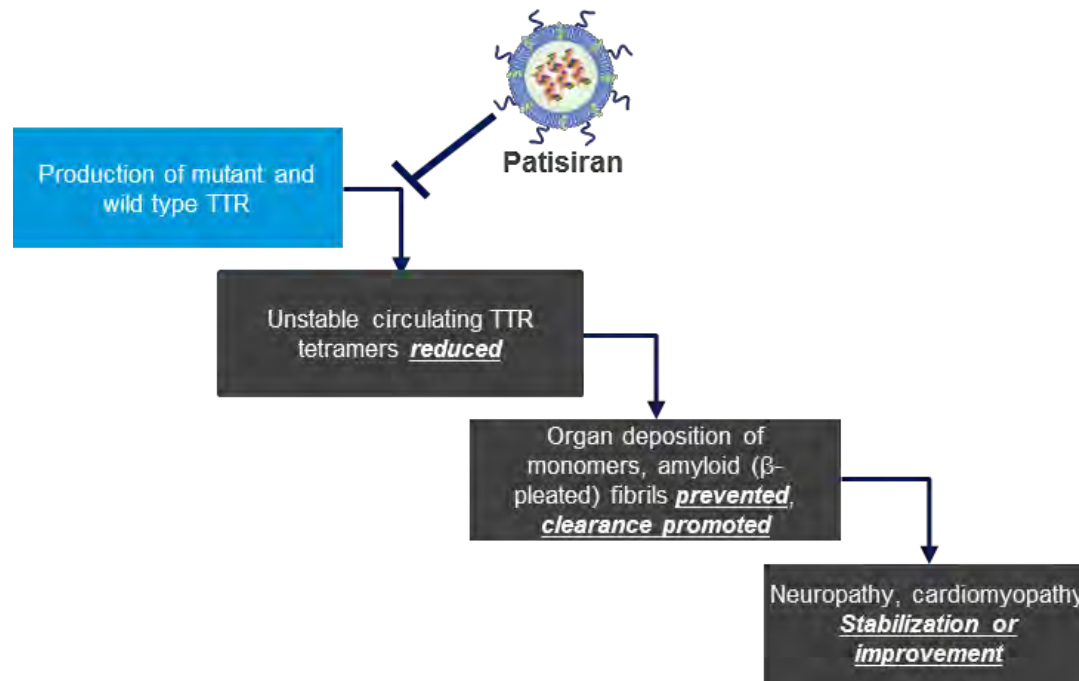 Patisiran
Production of mutant and
wild type TTR
Unstable circulating TTR
tetramers reduced
Organ deposition of
monomers, amyloid (β-
pleated) fibrils prevented,
clearance promoted
Neuropathy, cardiomyopathy
Stabilization or
improvement